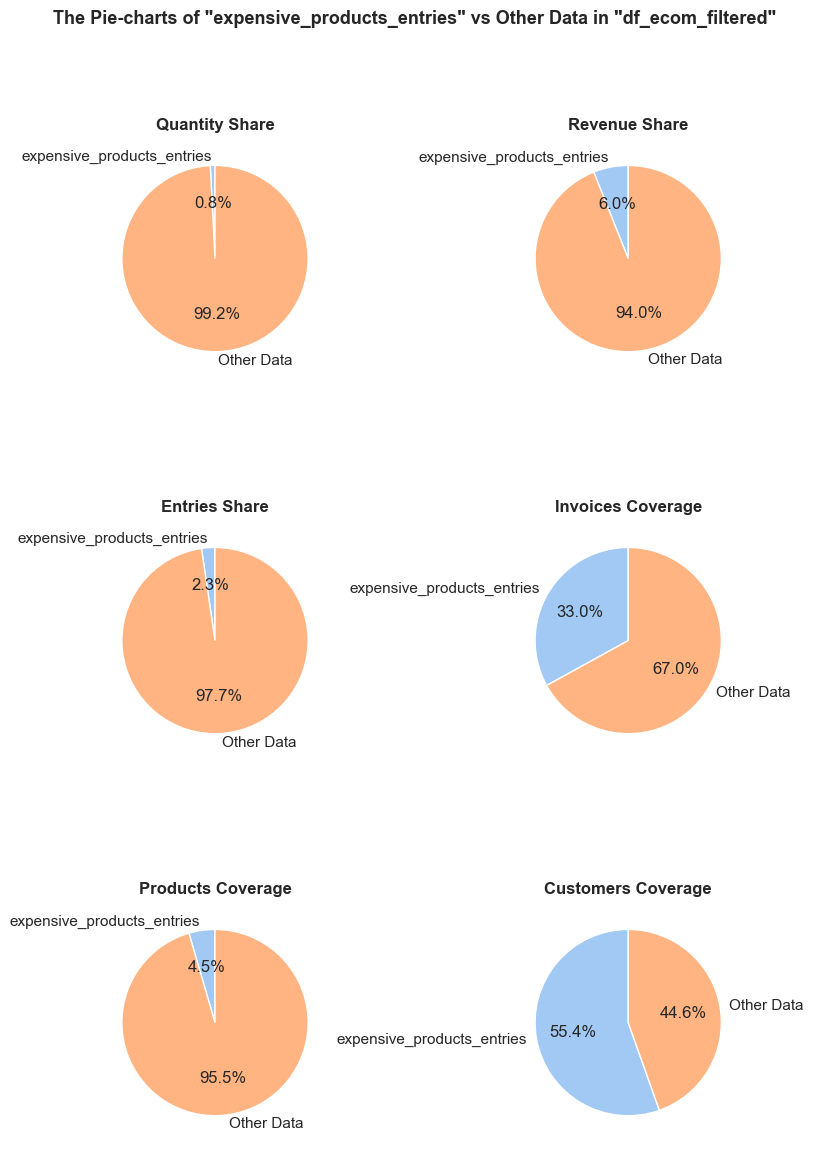 The Pie-charts of "expensive_products_entries" vs Other Data in "df_ecom_filtered"
Quantity Share
expensive_products_entries
0.8%
99.2%
Other Data
Revenue Share
expensive_products_entries
6.0%
94.0%
Other Data
Entries Share
expensive_products_entries
2.3%
97.7%
Other Data
Invoices Coverage
expensive_products_entries
33.0%
67.0%
Other Data
Products Coverage
expensive_products_entries
4.5%
95.5%
Other Data
Customers Coverage
Other Data
44.6%
55.4%
expensive_products_entries